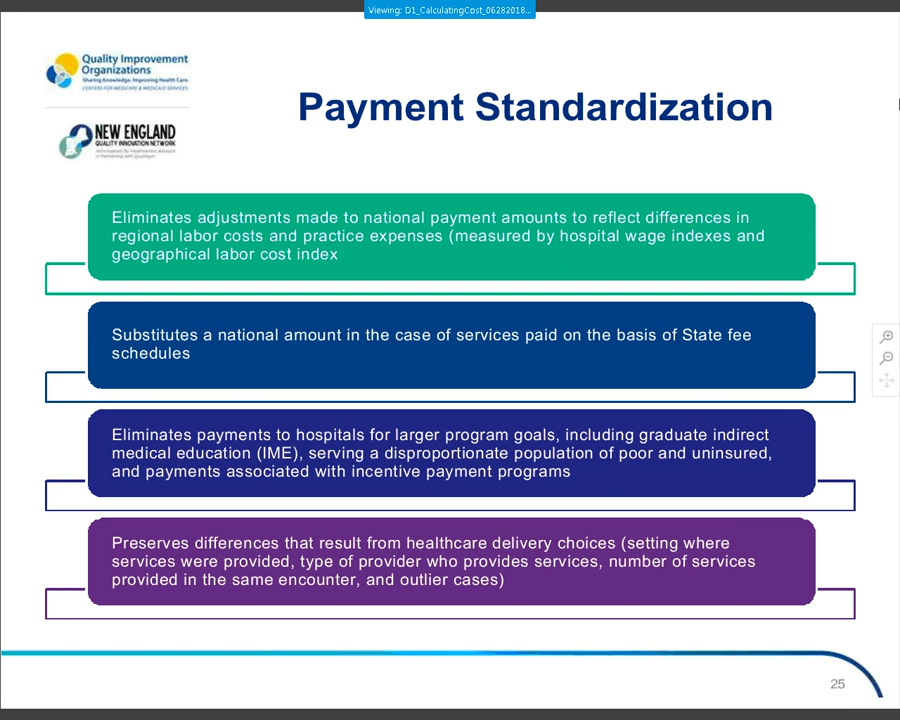 Viewing: D1_CalculatingCost_06282018...
Quality Improvement
Organizations
Sharing Knowledge. Improving Health Care.
CENTERS FOR MEDICARE & MEDICAID SERVICES
NEW ENGLAND
QUALITY INNOVATION NETWORK
Payment Standardization
Eliminates adjustments made to national payment amounts to reflect differences in
regional labor costs and practice expenses (measured by hospital wage indexes and
geographical labor cost index
Substitutes a national amount in the case of services paid on the basis of State fee
schedules
Eliminates payments to hospitals for larger program goals, including graduate indirect
medical education (IME), serving a disproportionate population of poor and uninsured,
and payments associated with incentive payment programs
Preserves differences that result from healthcare delivery choices (setting where
services were provided, type of provider who provides services, number of services
provided in the same encounter, and outlier cases)
25